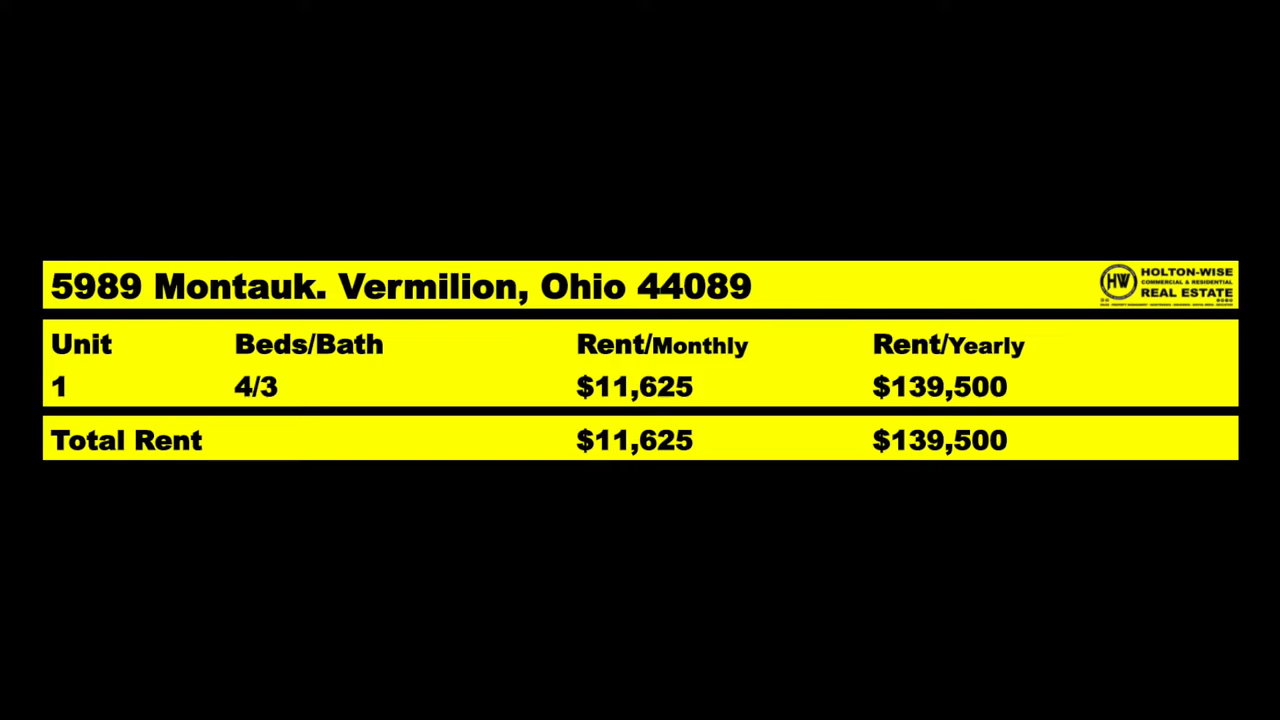 5989 Montauk. Vermilion, Ohio 44089
HW
HOLTON-WISE
COMMERCIAL & RESIDENTIAL
REAL ESTATE
Unit Beds/Bath Rent/Monthly Rent/Yearly
1 4/3 $11,625 $139,500
Total Rent $11,625 $139,500